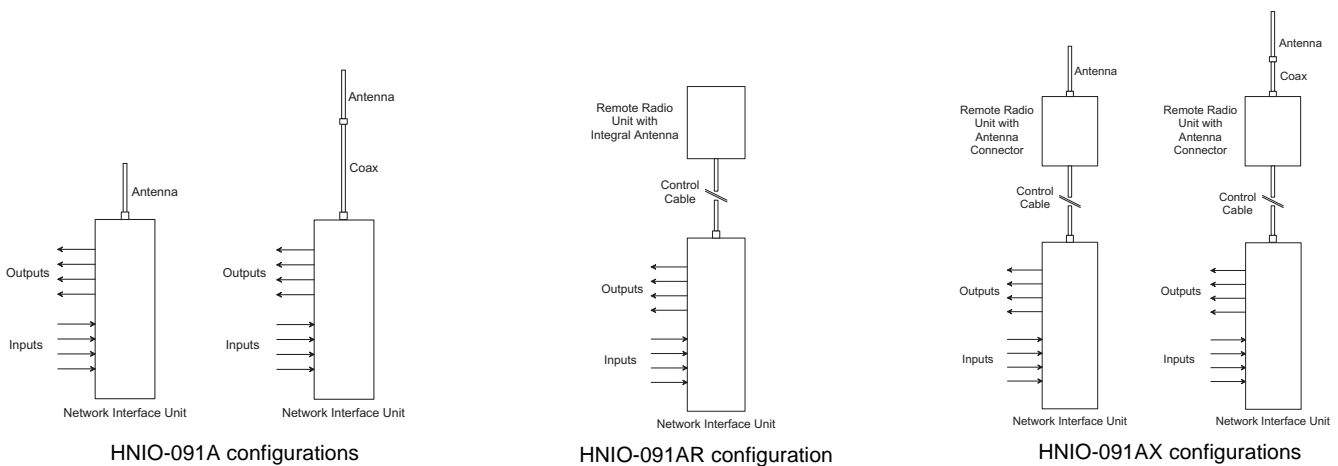 Antenna
Outputs
Inputs
Network Interface Unit
Antenna
Coax
Outputs
Inputs
Network Interface Unit
HNIO-091A configurations
Remote Radio
Unit with
Integral Antenna
Control
Cable
Outputs
Inputs
Network Interface Unit
HNIO-091AR configuration
Antenna
Remote Radio
Unit with
Antenna
Connector
Control
Cable
Outputs
Inputs
Network Interface Unit
Antenna
Coax
Remote Radio
Unit with
Antenna
Connector
Control
Cable
Outputs
Inputs
Network Interface Unit
HNIO-091AX configurations